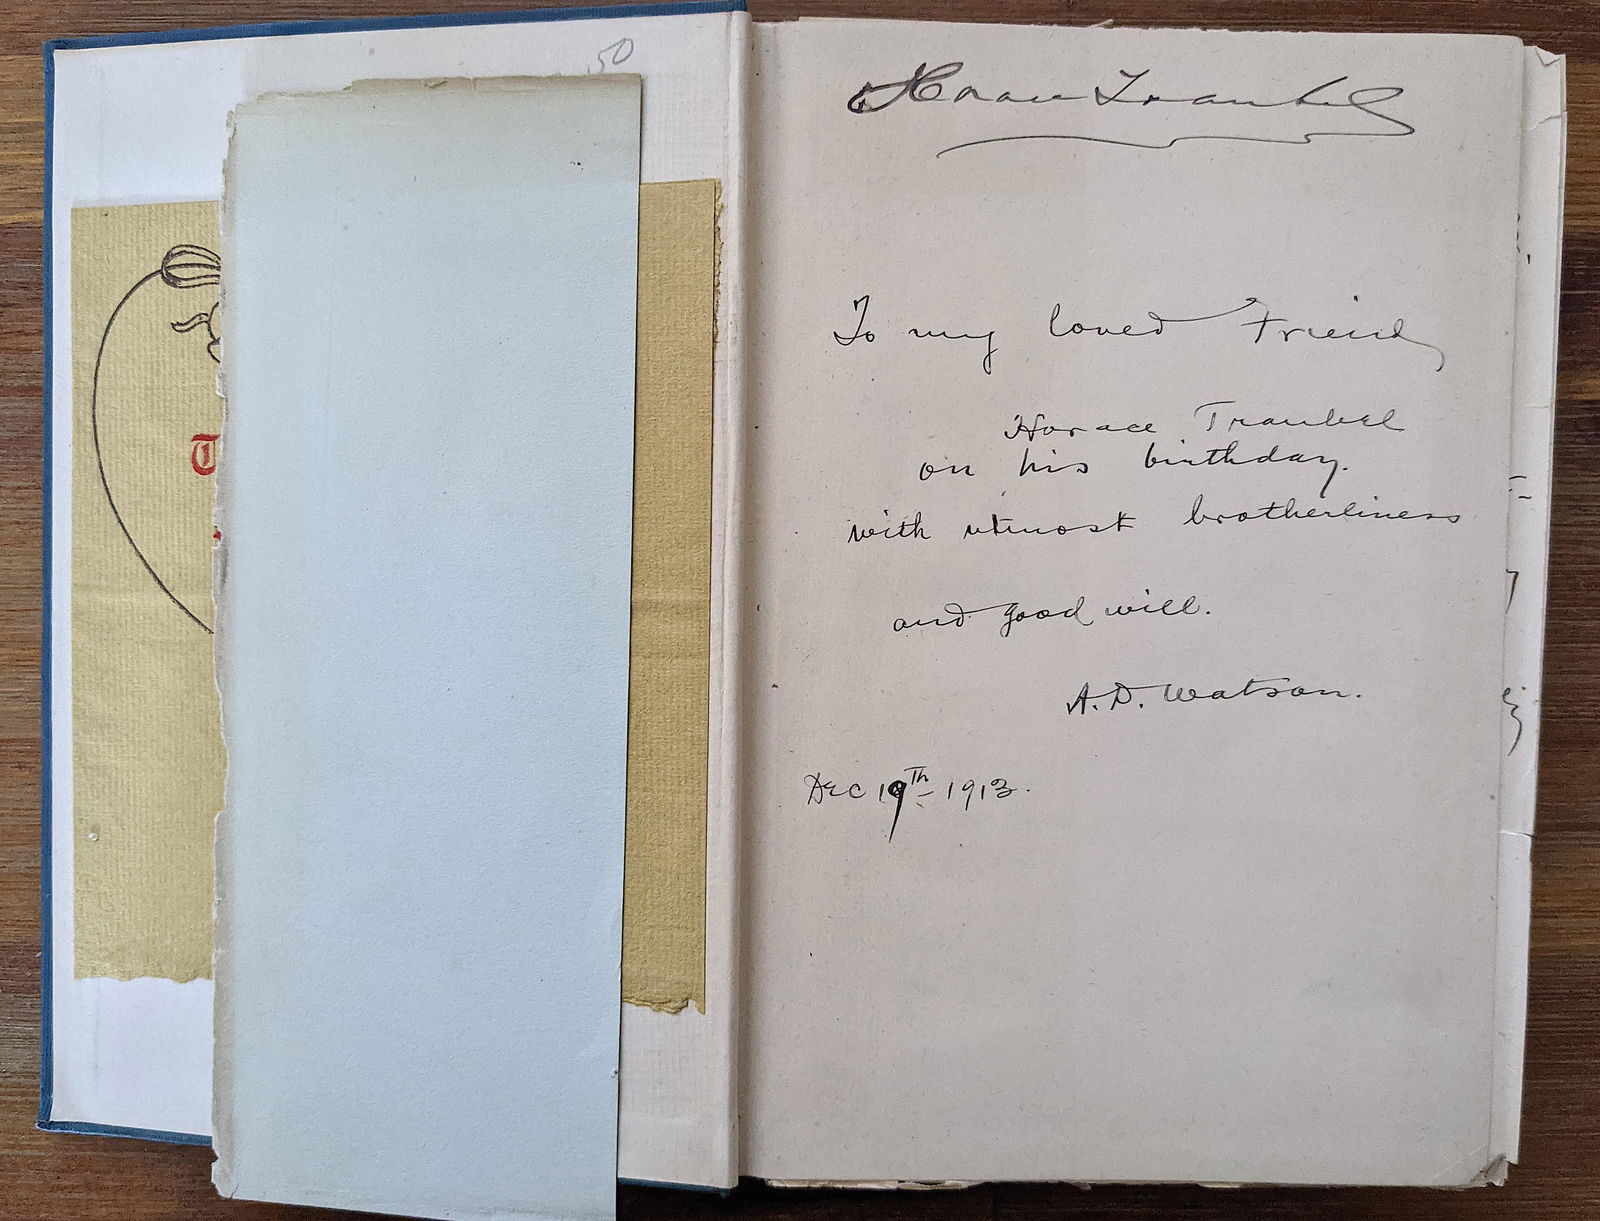 50
T
Horace Traubel
To my loved Friend
Horace Traubel
on his birthday.
with utmost brotherliness
and good will.
A. D. Watson.
Dec 19th 1913.